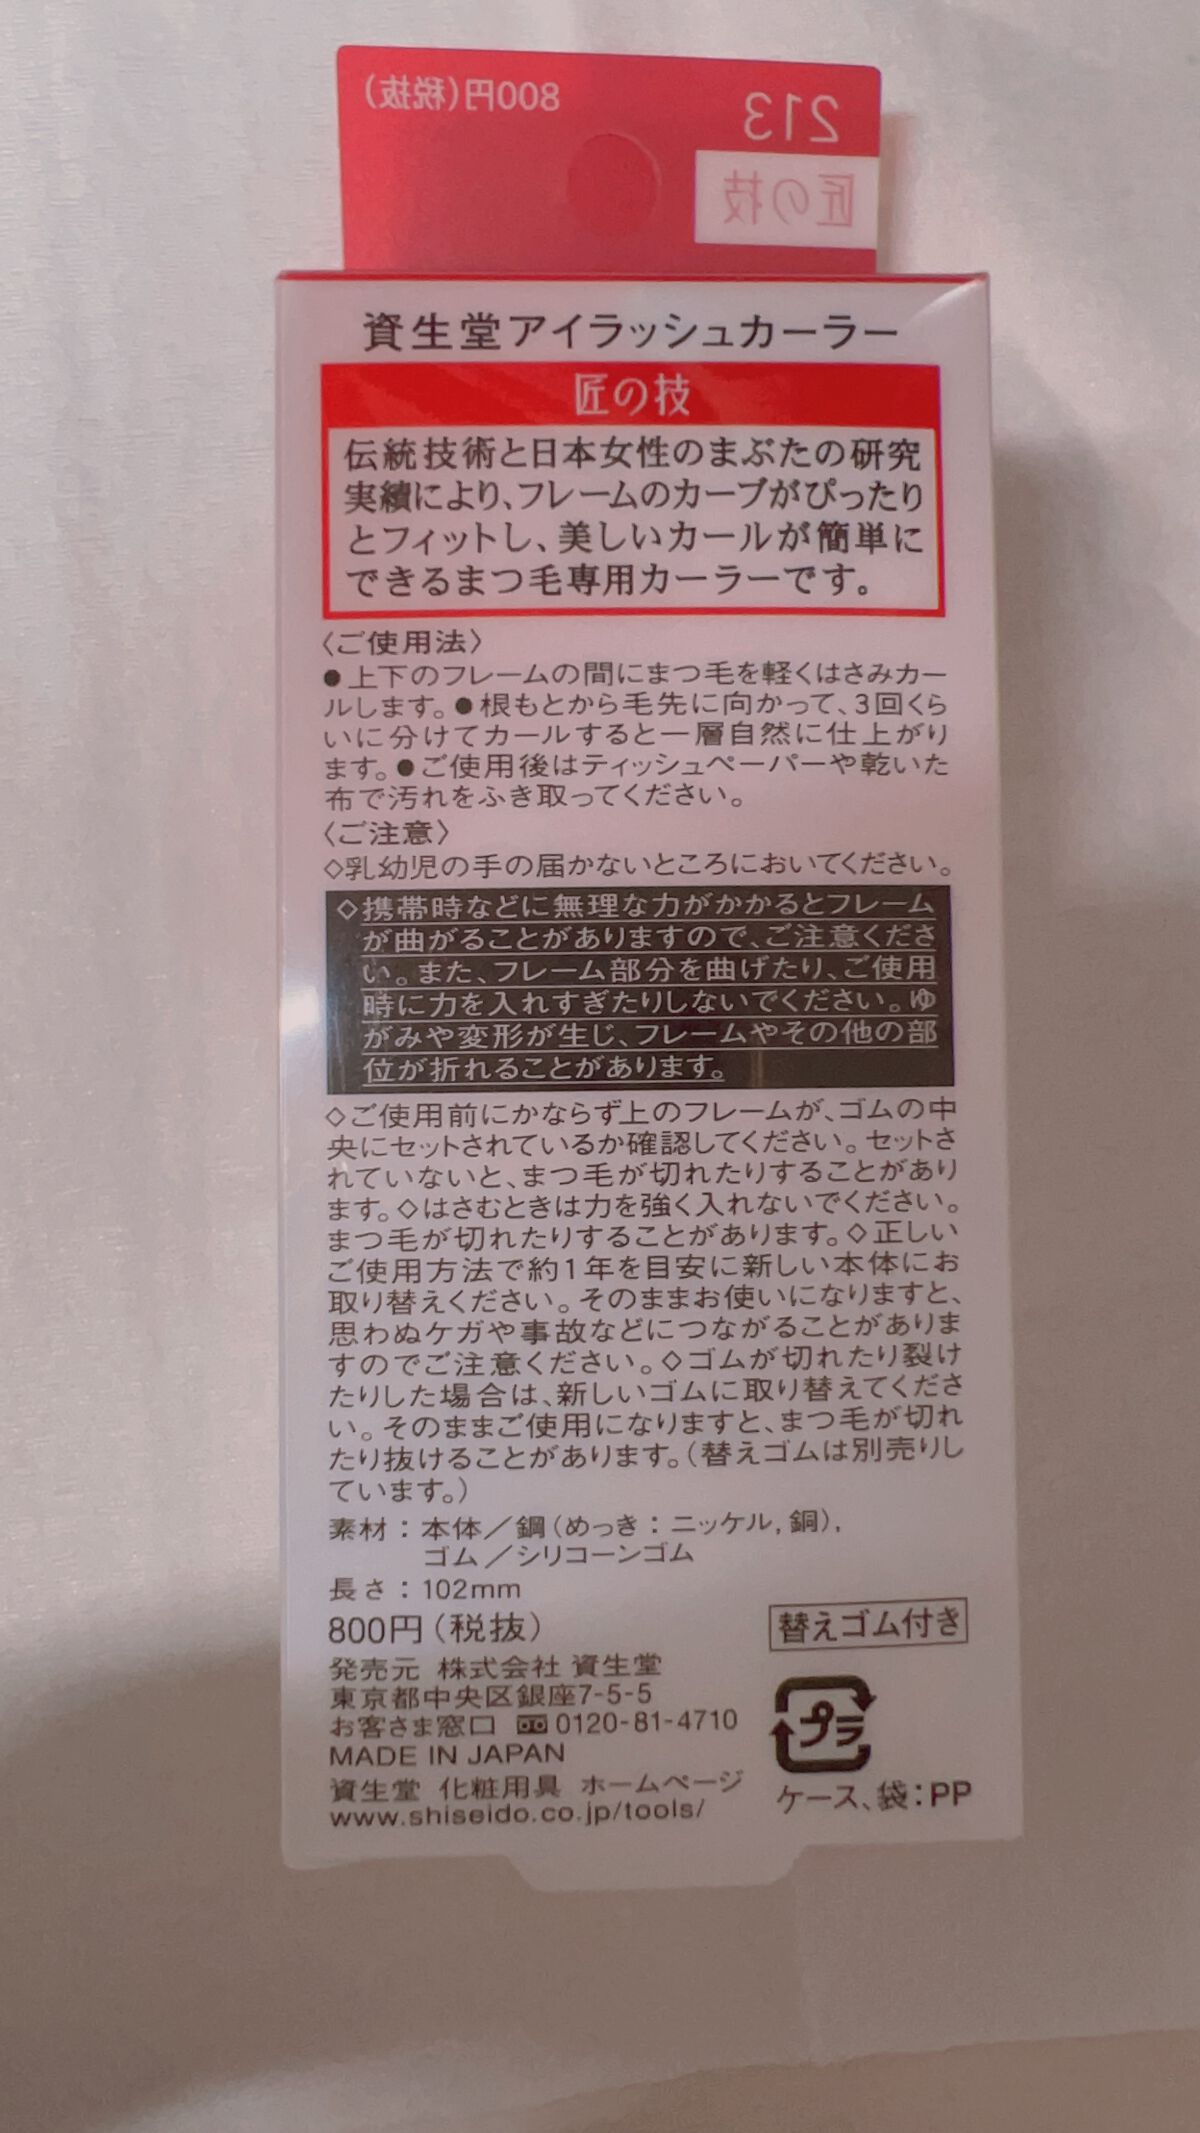 800円(税抜)
213
匠の技
資生堂アイラッシュカーラー
匠の技
伝統技術と日本女性のまぶたの研究
実績により、フレームのカーブがぴったり
とフィットし、美しいカールが簡単に
できるまつ毛専用カーラーです。
〈ご使用法〉
●上下のフレームの間にまつ毛を軽くはさみカー
ルします。●根もとから毛先に向かって、3回くら
いに分けてカールすると一層自然に仕上がり
ます。●ご使用後はティッシュペーパーや乾いた
布で汚れをふき取ってください。
〈ご注意〉
◇乳幼児の手の届かないところにおいてください。
◇携帯時などに無理な力がかかるとフレーム
が曲がることがありますので、ご注意くださ
い。また、フレーム部分を曲げたり、ご使用
時に力を入れすぎたりしないでください。ゆ
がみや変形が生じ、フレームやその他の部
位が折れることがあります。
◇ご使用前にかならず上のフレームが、ゴムの中
央にセットされているか確認してください。セットさ
れていないと、まつ毛が切れたりすることがあり
ます。◇はさむときは力を強く入れないでください。
まつ毛が切れたりすることがあります。◇正しい
ご使用方法で約1年を目安に新しい本体にお
取り替えください。そのままお使いになりますと、
思わぬケガや事故などにつながることがありま
すのでご注意ください。◇ゴムが切れたり裂け
たりした場合は、新しいゴムに取り替えてくださ
い。そのままご使用になりますと、まつ毛が切れ
たり抜けることがあります。(替えゴムは別売りし
ています。)
素材：本体／鋼(めっき：ニッケル,銅),
ゴム／シリコーンゴム
長さ：102mm
800円(税抜)
替えゴム付き
発売元 株式会社 資生堂
東京都中央区銀座7-5-5
お客さま窓口 0120-81-4710
MADE IN JAPAN
資生堂 化粧用具 ホームページ
www.shiseido.co.jp/tools/
プラ
ケース、袋：PP